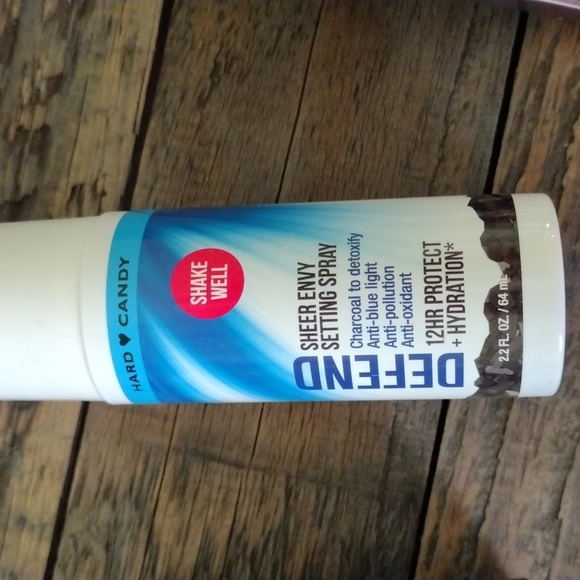 HARD ♥ CANDY
SHAKE
WELL
DEFEND
SHEER ENVY
SETTING SPRAY
Charcoal to detoxify
Anti-blue light
Anti-pollution
Anti-oxidant
12HR PROTECT
+ HYDRATION*
2.2 FL. OZ. / 64 mL